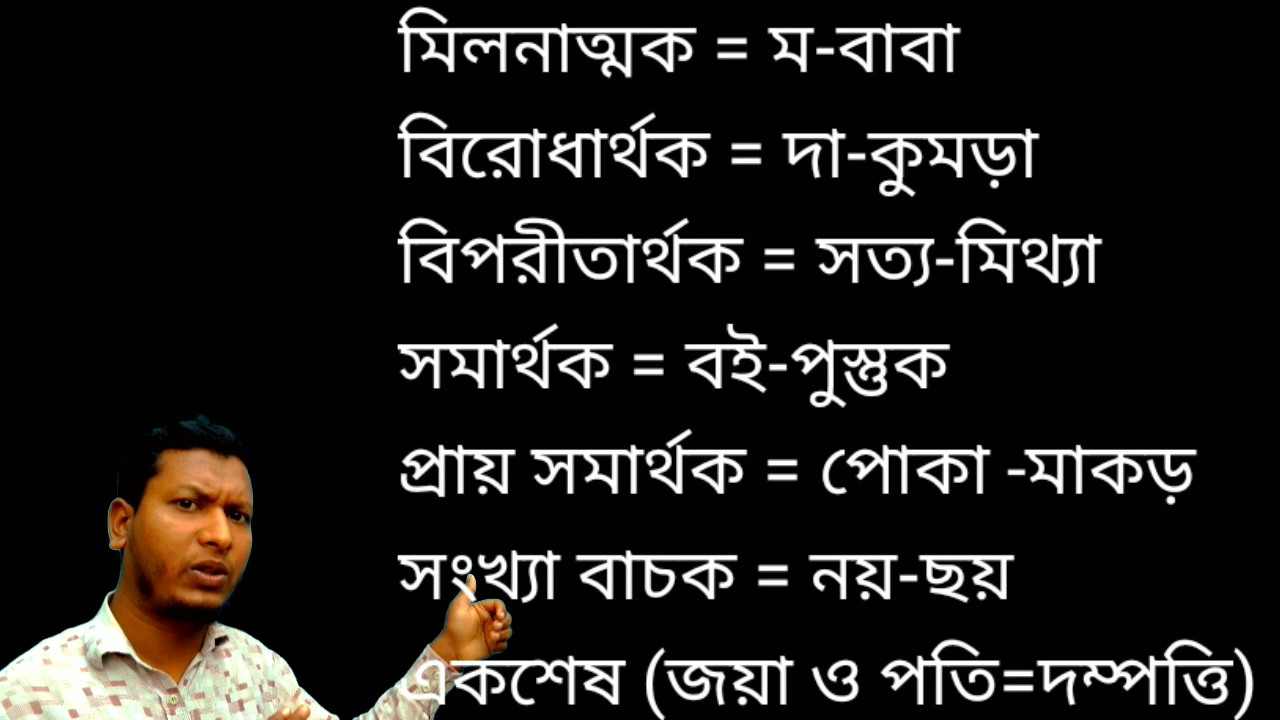 মিলনাত্মক = ম-বাবা
বিরোধার্থক = দা-কুমড়া
বিপরীতার্থক = সত্য-মিথ্যা
সমার্থক = বই-পুস্তুক
প্রায় সমার্থক = পোকা -মাকড়
সংখ্যা বাচক = নয়-ছয়
একশেষ (জয়া ও পতি=দম্পত্তি)